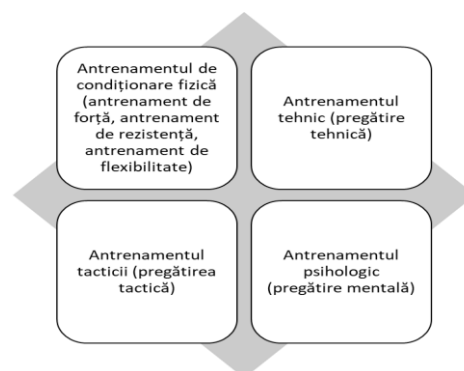 Antrenamentul de
condiționare fizică
(antrenament de
forță, antrenament
de rezistență,
antrenament de
flexibilitate)
Antrenamentul
tehnic (pregătire
tehnică)
Antrenamentul
tacticii (pregătirea
tactică)
Antrenamentul
psihologic
(pregătire mentală)